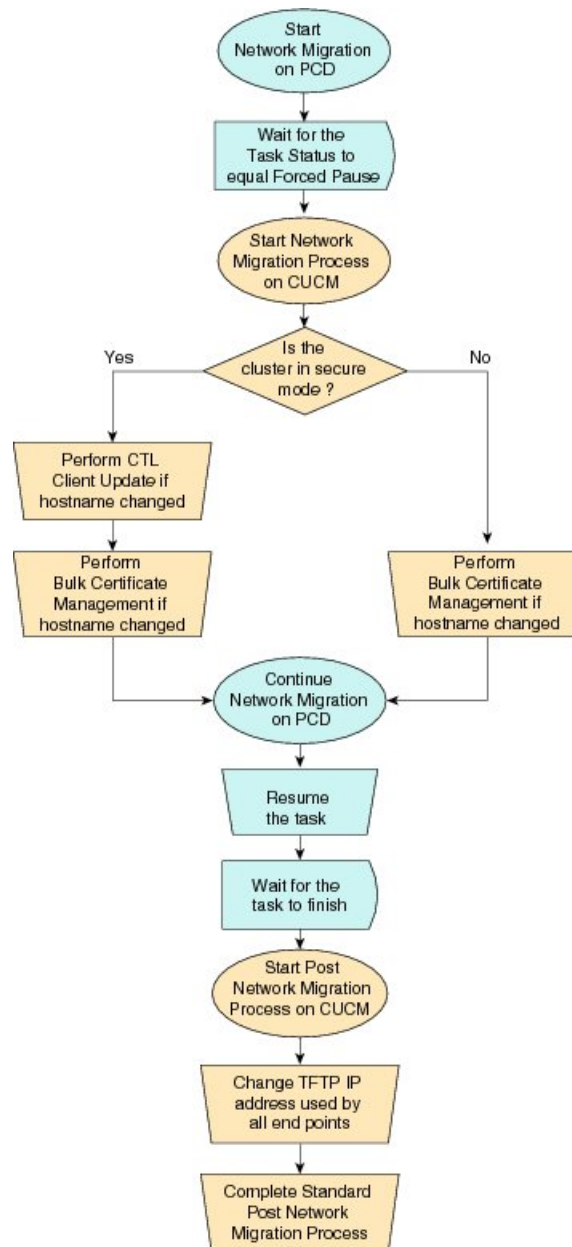 Start
Network Migration
on PCD
Wait for the
Task Status to
equal Forced Pause
Start Network
Migration Process
on CUCM
Is the
cluster in secure
mode ?
Yes
No
Perform CTL
Client Update if
hostname changed
Perform
Bulk Certificate
Management if
hostname changed
Perform
Bulk Certificate
Management if
hostname changed
Continue
Network Migration
on PCD
Resume
the task
Wait for the
task to finish
Start Post
Network Migration
Process on CUCM
Change TFTP IP
address used by
all end points
Complete Standard
Post Network
Migration Process